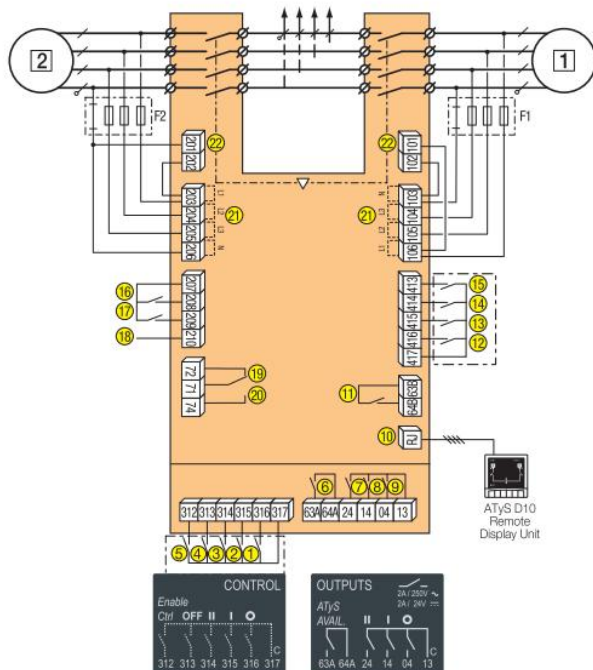 2
1
F2
F1
22
22
201
202
101
102
203
204
205
206
L1
L2
L3
N
21
21
N
L3
L2
L1
103
104
105
106
16
17
18
207
208
209
210
413
414
415
416
417
15
14
13
12
72
71
74
19
20
11
63B
64B
10
RJ
ATyS D10
Remote
Display Unit
6
7
8
9
312 313 314 315 316 317
63A 64A 24 14 04 13
5 4 3 2 1
CONTROL
Enable
Ctrl OFF II I O
C
312 313 314 315 316 317
OUTPUTS
2A / 250V ~
2A / 24V ⎓
ATyS
AVAIL. II I O
C
63A 64A 24 14 04 13